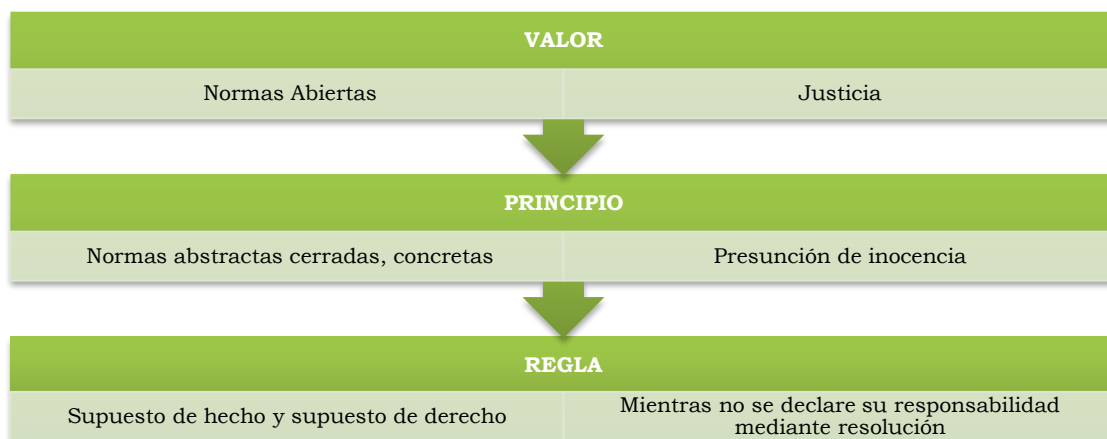 VALOR
Normas Abiertas
Justicia
PRINCIPIO
Normas abstractas cerradas, concretas
Presunción de inocencia
REGLA
Supuesto de hecho y supuesto de derecho
Mientras no se declare su responsabilidad
mediante resolución